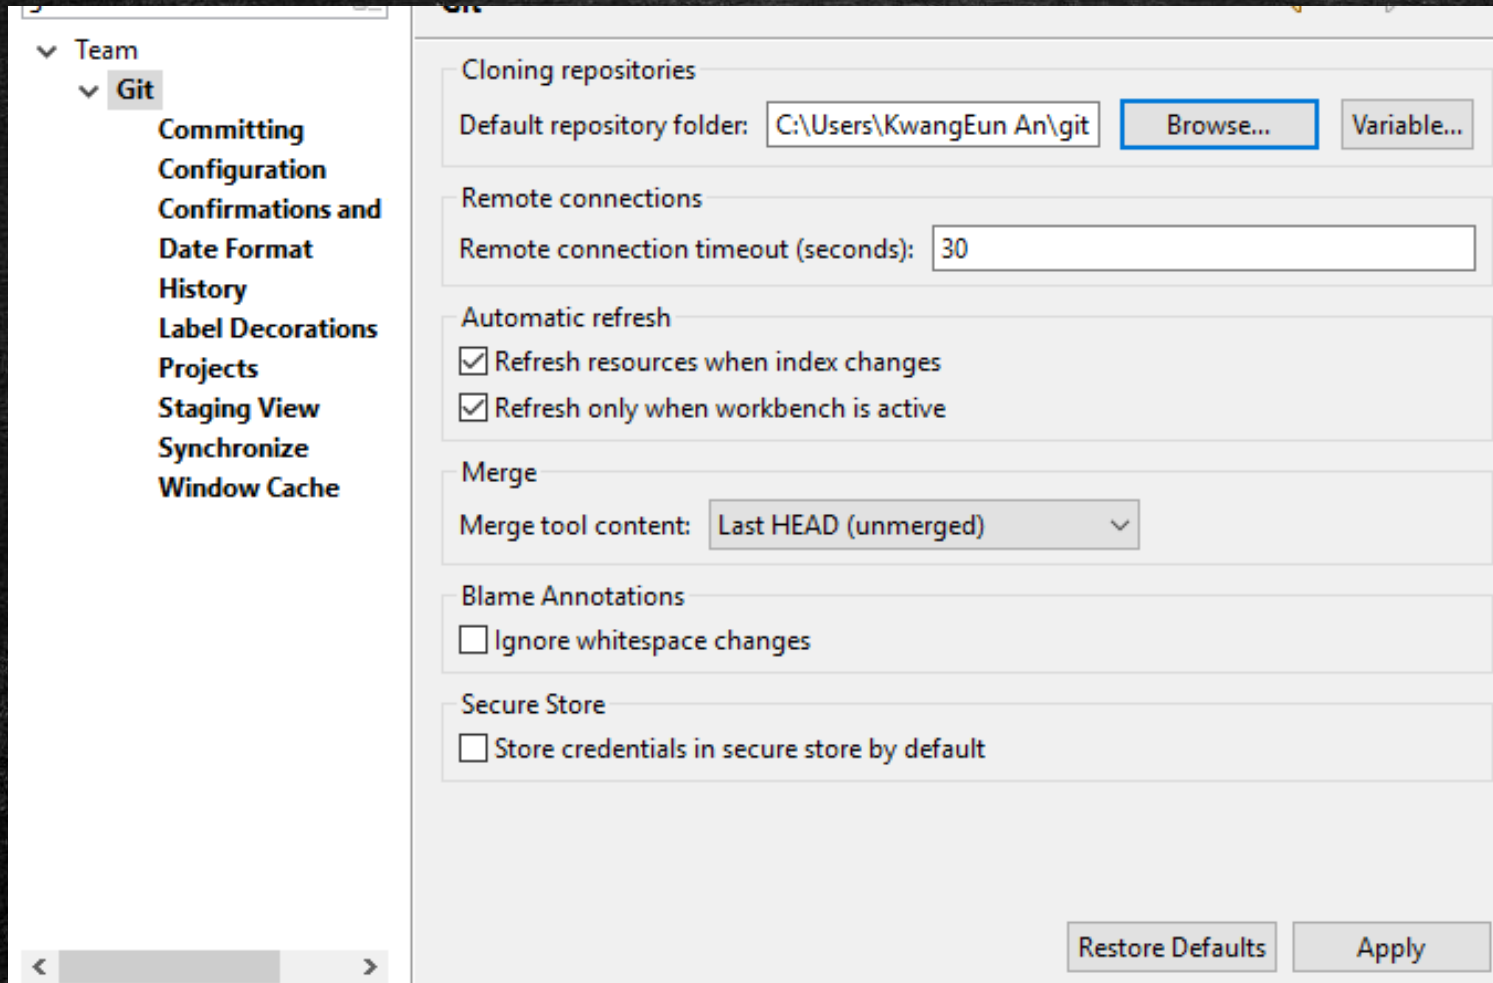 Git
Team
Git
Committing
Configuration
Confirmations and
Date Format
History
Label Decorations
Projects
Staging View
Synchronize
Window Cache
Cloning repositories
Default repository folder: C:\Users\KwangEun An\git Browse... Variable...
Remote connections
Remote connection timeout (seconds): 30
Automatic refresh
Refresh resources when index changes
Refresh only when workbench is active
Merge
Merge tool content: Last HEAD (unmerged)
Blame Annotations
Ignore whitespace changes
Secure Store
Store credentials in secure store by default
Restore Defaults Apply